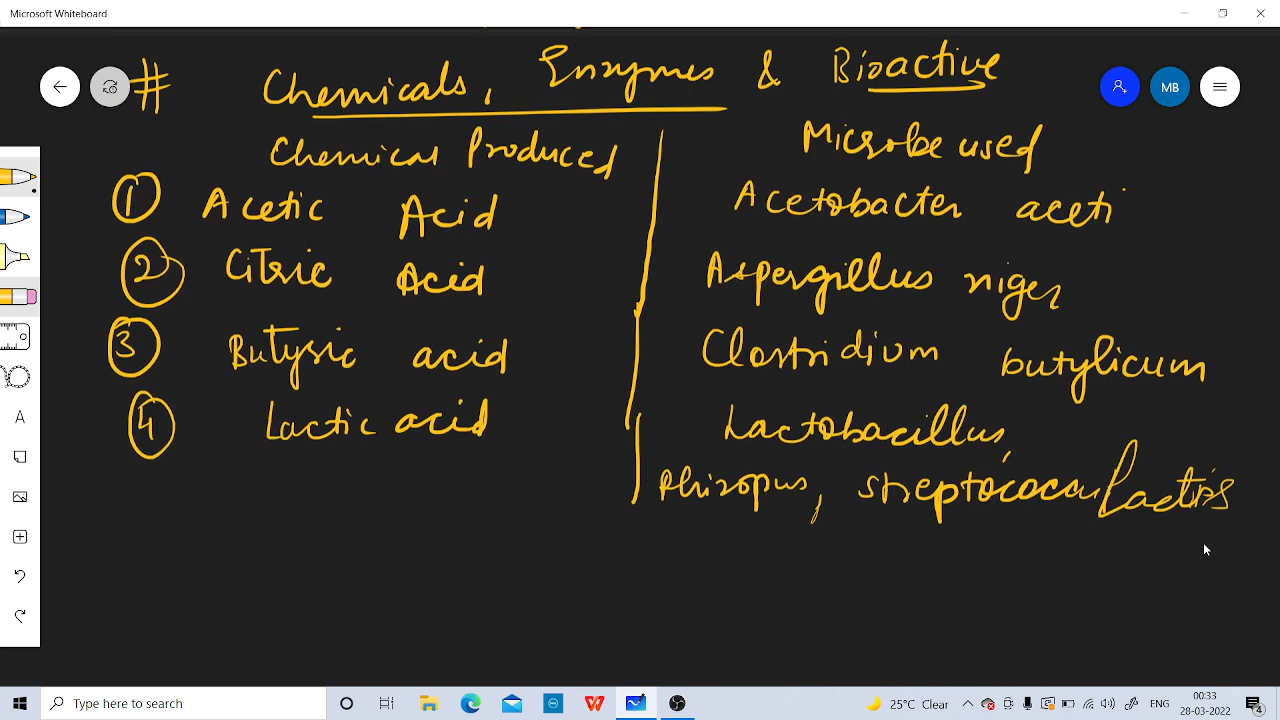 Microsoft Whiteboard
# Chemicals, Enzymes & Bioactive
Chemical Produced Microbe used
1 Acetic Acid Acetobacter aceti
2 Citric Acid Aspergillus niger
3 Butyric acid Clostridium butylicum
4 Lactic acid Lactobacillus,
Rhizopus, streptococcus lactis
MB
A
Type here to search
25°C Clear
ENG
00:33
28-03-2022
4